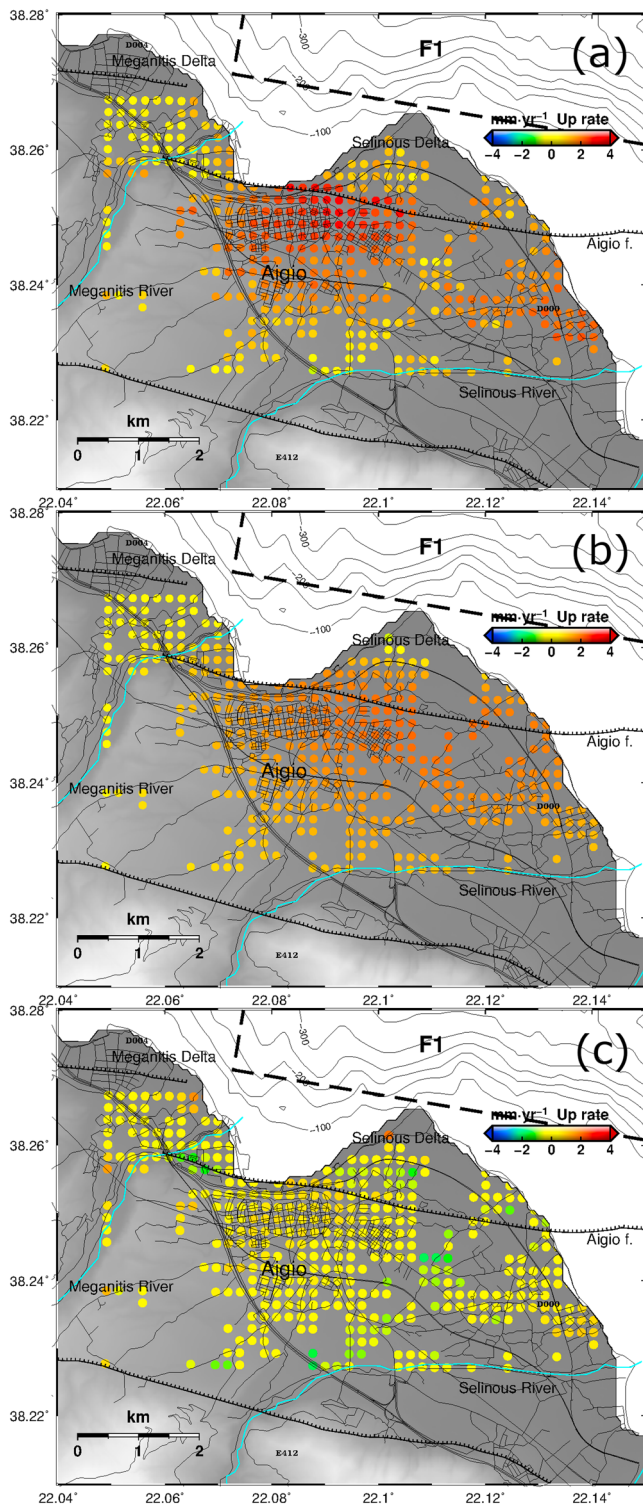 38.28°
(a)
F1
D004
Meganitis Delta
−300
−200
−100
mm·yr⁻¹ Up rate
−4 −2 0 2 4
38.26°
Selinous Delta
Aigio f.
Aigio
38.24°
Meganitis River
D000
Selinous River
38.22°
km
0 1 2
E412
22.04° 22.06° 22.08° 22.1° 22.12° 22.14°
38.28°
(b)
F1
D004
Meganitis Delta
−300
−200
−100
mm·yr⁻¹ Up rate
−4 −2 0 2 4
38.26°
Selinous Delta
Aigio f.
Aigio
38.24°
Meganitis River
D000
Selinous River
38.22°
km
0 1 2
E412
22.04° 22.06° 22.08° 22.1° 22.12° 22.14°
38.28°
(c)
F1
D004
Meganitis Delta
−300
−200
−100
mm·yr⁻¹ Up rate
−4 −2 0 2 4
38.26°
Selinous Delta
Aigio f.
Aigio
38.24°
Meganitis River
D000
Selinous River
38.22°
km
0 1 2
E412
22.04° 22.06° 22.08° 22.1° 22.12° 22.14°